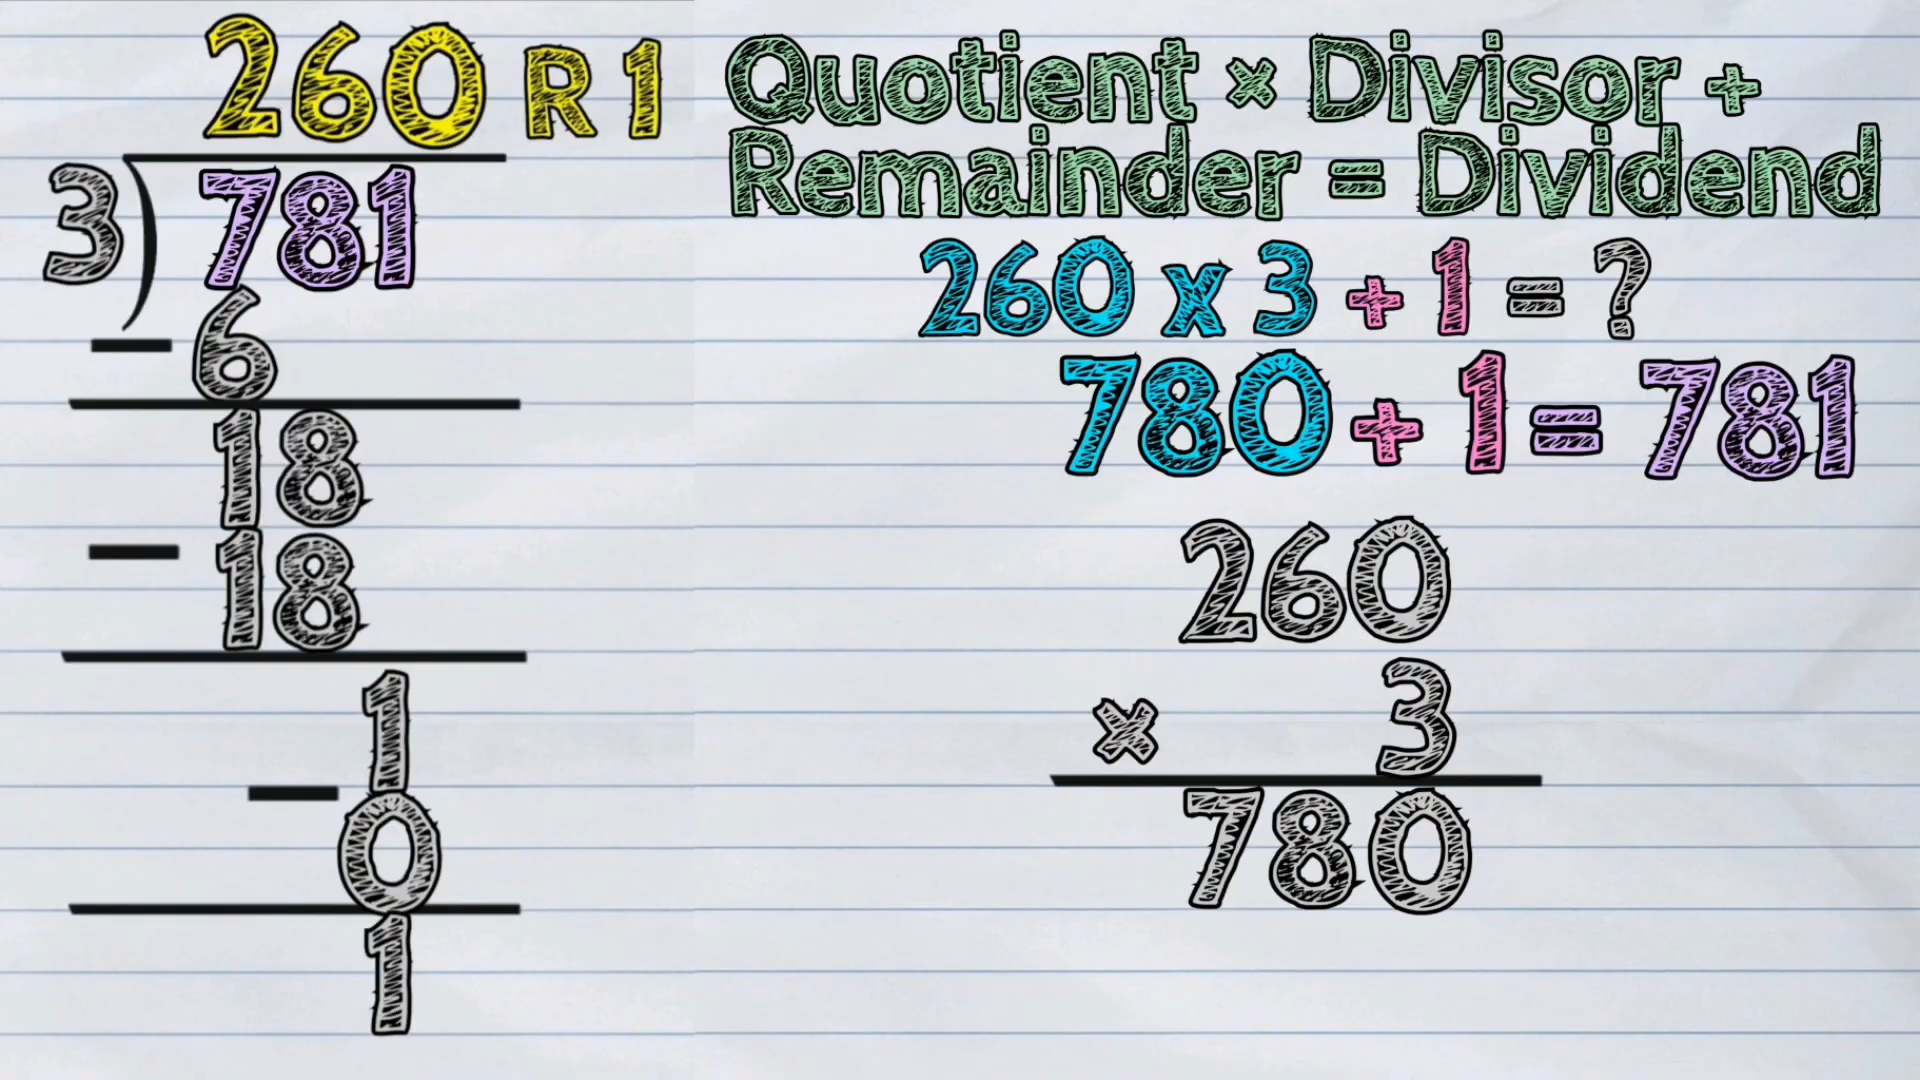 260 R 1
3) 781
- 6
18
- 18
1
- 0
1
Quotient × Divisor +
Remainder = Dividend
260 x 3 + 1 = ?
780 + 1 = 781
260
× 3
780